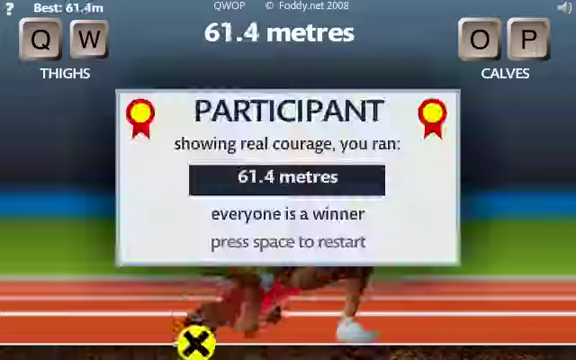 ? Best: 61.4m QWOP © Foddy.net 2008
61.4 metres
Q W O P
THIGHS CALVES
PARTICIPANT
showing real courage, you ran:
61.4 metres
everyone is a winner
press space to restart